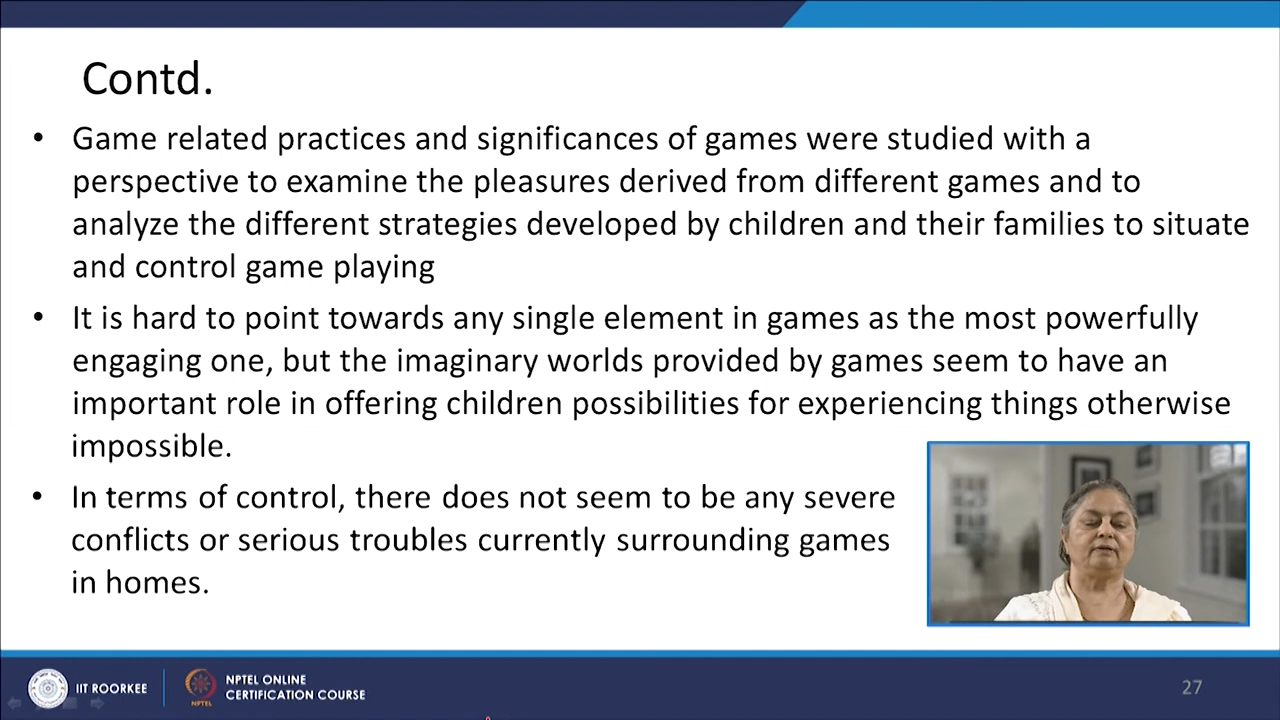 Contd.
• Game related practices and significances of games were studied with a
perspective to examine the pleasures derived from different games and to
analyze the different strategies developed by children and their families to situate
and control game playing
• It is hard to point towards any single element in games as the most powerfully
engaging one, but the imaginary worlds provided by games seem to have an
important role in offering children possibilities for experiencing things otherwise
impossible.
• In terms of control, there does not seem to be any severe
conflicts or serious troubles currently surrounding games
in homes.
IIT ROORKEE
NPTEL
NPTEL ONLINE
CERTIFICATION COURSE
27